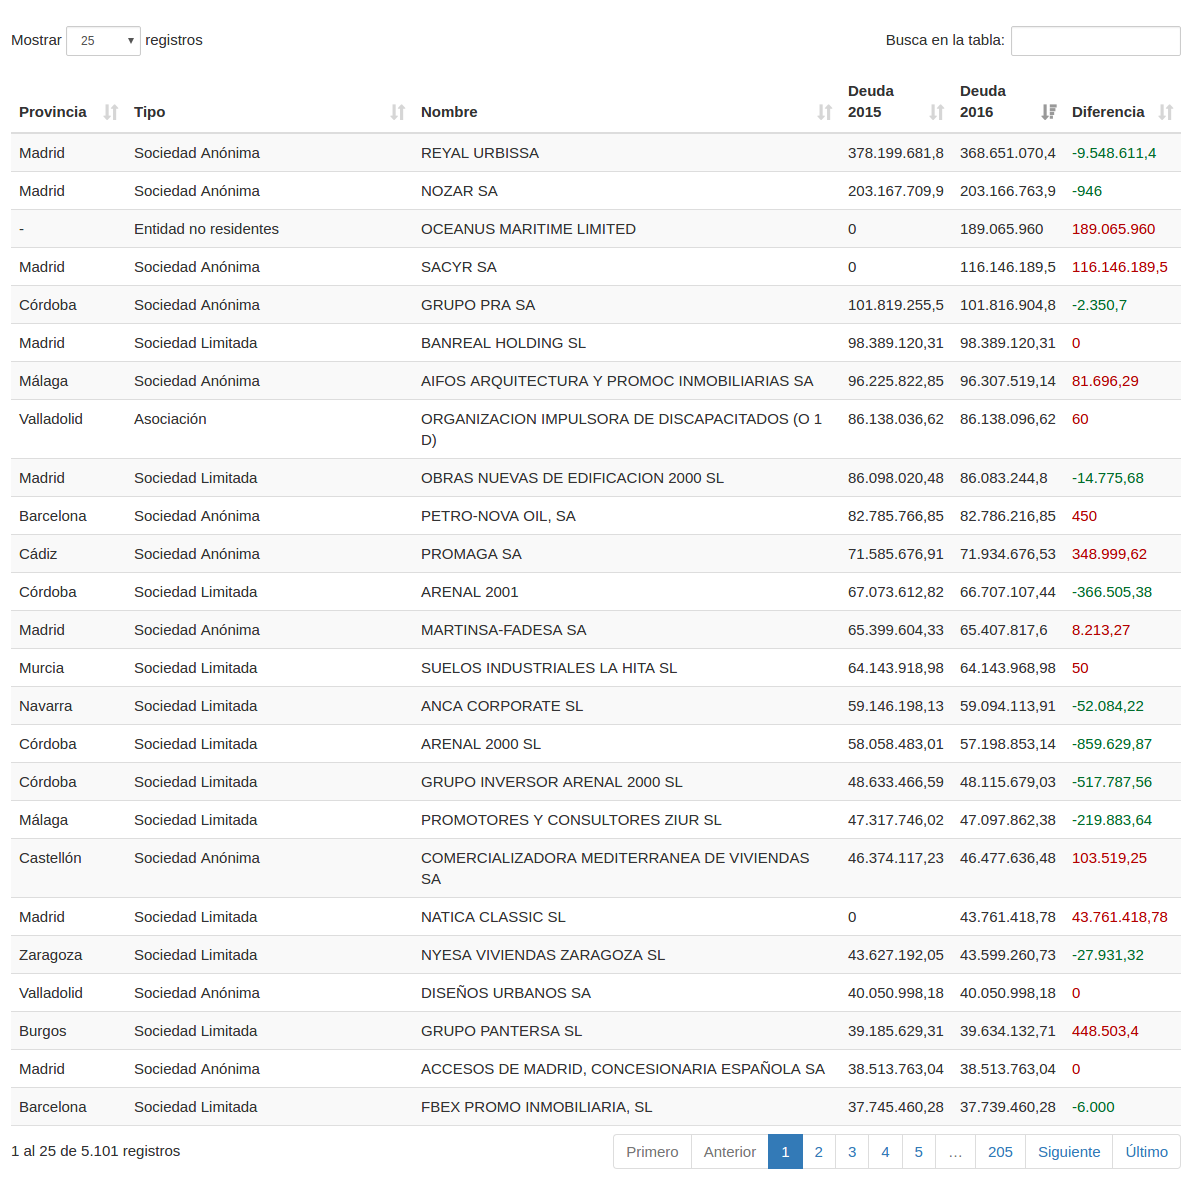 Mostrar 25 registros Busca en la tabla:
Provincia Tipo Nombre Deuda 2015 Deuda 2016 Diferencia
Madrid Sociedad Anónima REYAL URBISSA 378.199.681,8 368.651.070,4 -9.548.611,4
Madrid Sociedad Anónima NOZAR SA 203.167.709,9 203.166.763,9 -946
- Entidad no residentes OCEANUS MARITIME LIMITED 0 189.065.960 189.065.960
Madrid Sociedad Anónima SACYR SA 0 116.146.189,5 116.146.189,5
Córdoba Sociedad Anónima GRUPO PRA SA 101.819.255,5 101.816.904,8 -2.350,7
Madrid Sociedad Limitada BANREAL HOLDING SL 98.389.120,31 98.389.120,31 0
Málaga Sociedad Anónima AIFOS ARQUITECTURA Y PROMOC INMOBILIARIAS SA 96.225.822,85 96.307.519,14 81.696,29
Valladolid Asociación ORGANIZACION IMPULSORA DE DISCAPACITADOS (O 1 86.138.036,62 86.138.096,62 60
D)
Madrid Sociedad Limitada OBRAS NUEVAS DE EDIFICACION 2000 SL 86.098.020,48 86.083.244,8 -14.775,68
Barcelona Sociedad Anónima PETRO-NOVA OIL, SA 82.785.766,85 82.786.216,85 450
Cádiz Sociedad Anónima PROMAGA SA 71.585.676,91 71.934.676,53 348.999,62
Córdoba Sociedad Limitada ARENAL 2001 67.073.612,82 66.707.107,44 -366.505,38
Madrid Sociedad Anónima MARTINSA-FADESA SA 65.399.604,33 65.407.817,6 8.213,27
Murcia Sociedad Limitada SUELOS INDUSTRIALES LA HITA SL 64.143.918,98 64.143.968,98 50
Navarra Sociedad Limitada ANCA CORPORATE SL 59.146.198,13 59.094.113,91 -52.084,22
Córdoba Sociedad Limitada ARENAL 2000 SL 58.058.483,01 57.198.853,14 -859.629,87
Córdoba Sociedad Limitada GRUPO INVERSOR ARENAL 2000 SL 48.633.466,59 48.115.679,03 -517.787,56
Málaga Sociedad Limitada PROMOTORES Y CONSULTORES ZIUR SL 47.317.746,02 47.097.862,38 -219.883,64
Castellón Sociedad Anónima COMERCIALIZADORA MEDITERRANEA DE VIVIENDAS 46.374.117,23 46.477.636,48 103.519,25
SA
Madrid Sociedad Limitada NATICA CLASSIC SL 0 43.761.418,78 43.761.418,78
Zaragoza Sociedad Limitada NYESA VIVIENDAS ZARAGOZA SL 43.627.192,05 43.599.260,73 -27.931,32
Valladolid Sociedad Anónima DISEÑOS URBANOS SA 40.050.998,18 40.050.998,18 0
Burgos Sociedad Limitada GRUPO PANTERSA SL 39.185.629,31 39.634.132,71 448.503,4
Madrid Sociedad Anónima ACCESOS DE MADRID, CONCESIONARIA ESPAÑOLA SA 38.513.763,04 38.513.763,04 0
Barcelona Sociedad Limitada FBEX PROMO INMOBILIARIA, SL 37.745.460,28 37.739.460,28 -6.000
1 al 25 de 5.101 registros Primero Anterior 1 2 3 4 5 … 205 Siguiente Último